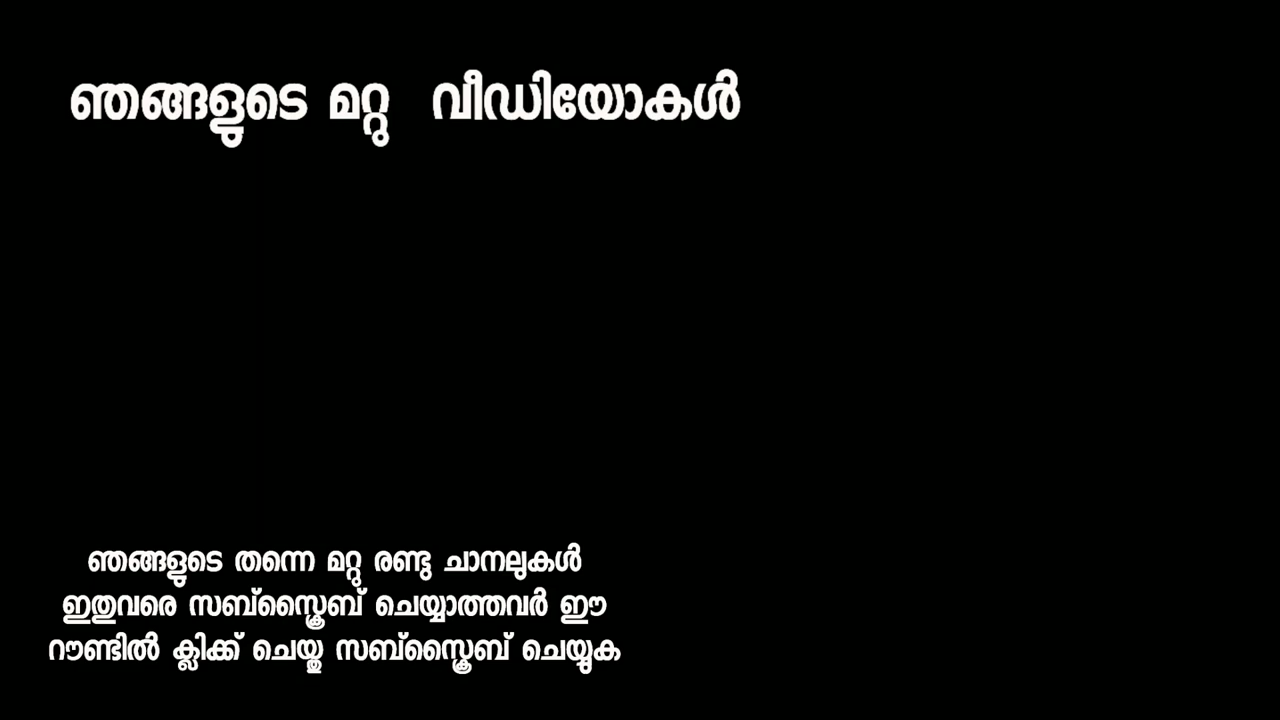 ഞങ്ങളുടെ മറ്റു വീഡിയോകൾ
ഞങ്ങളുടെ തന്നെ മറ്റു രണ്ടു ചാനലുകൾ
ഇതുവരെ സബ്സ്ക്രൈബ് ചെയ്യാത്തവർ ഈ
റൗണ്ടിൽ ക്ലിക്ക് ചെയ്തു സബ്സ്ക്രൈബ് ചെയ്യുക